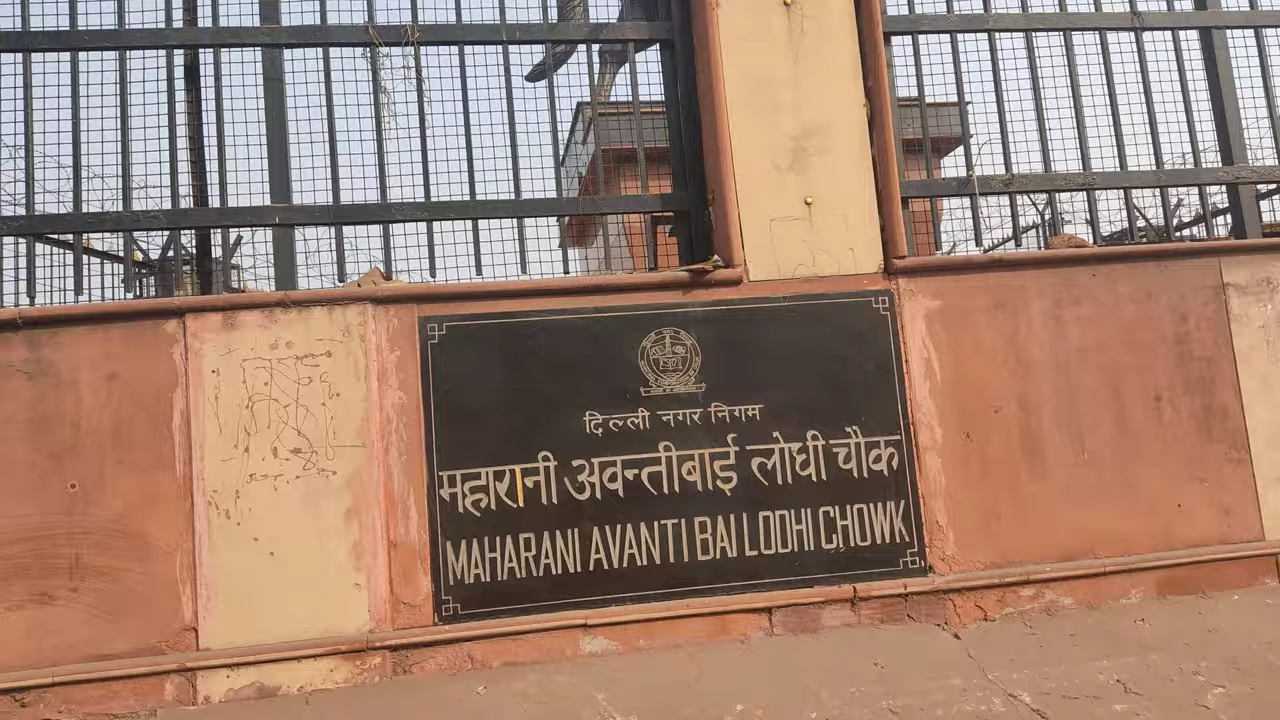 दिल्ली नगर निगम
महारानी अवन्तीबाई लोधी चौक
MAHARANI AVANTI BAI LODHI CHOWK